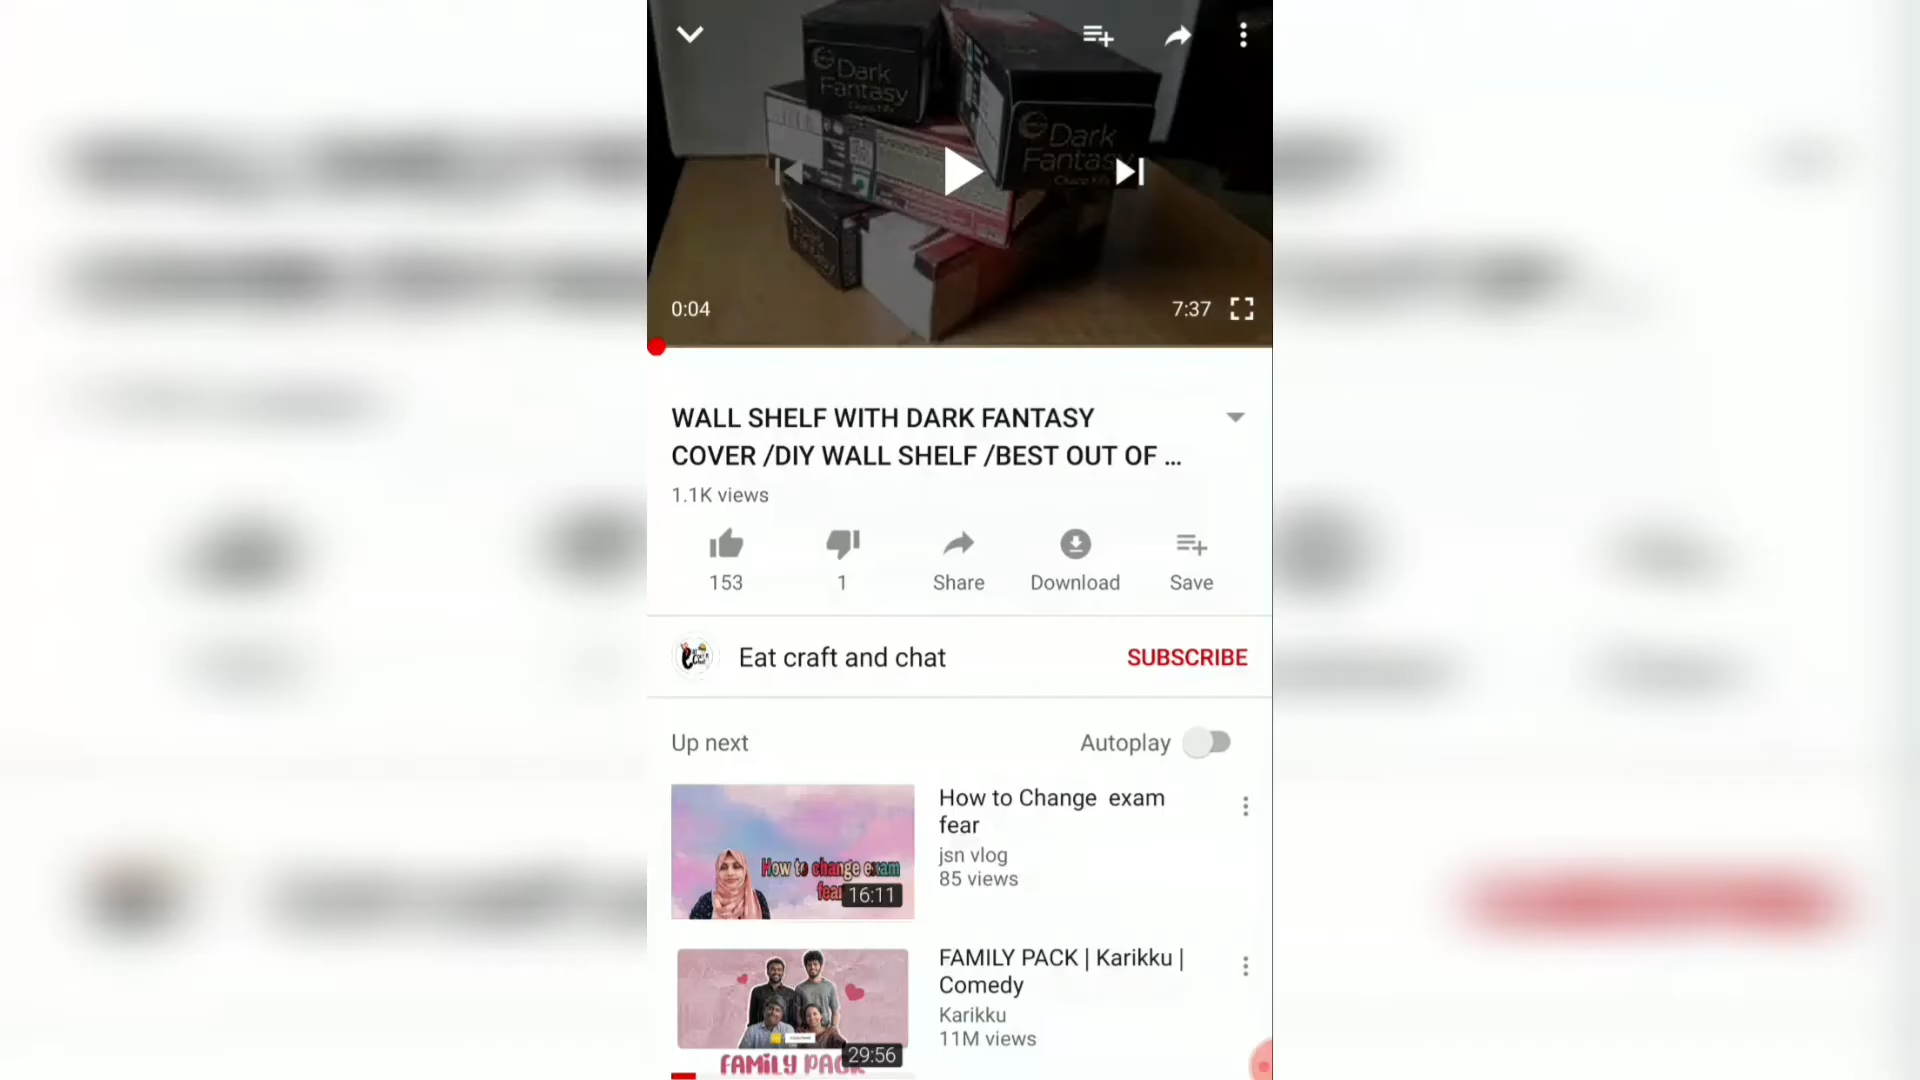 Dark
Fantasy
Dark
Fantasy
Dark
Fantasy
0:04
7:37
WALL SHELF WITH DARK FANTASY
COVER /DIY WALL SHELF /BEST OUT OF ...
1.1K views
153
1
Share
Download
Save
Eat craft and chat
SUBSCRIBE
Up next
Autoplay
How to change exam
fear
16:11
How to Change exam
fear
jsn vlog
85 views
FAMILY PACK
29:56
FAMILY PACK | Karikku |
Comedy
Karikku
11M views